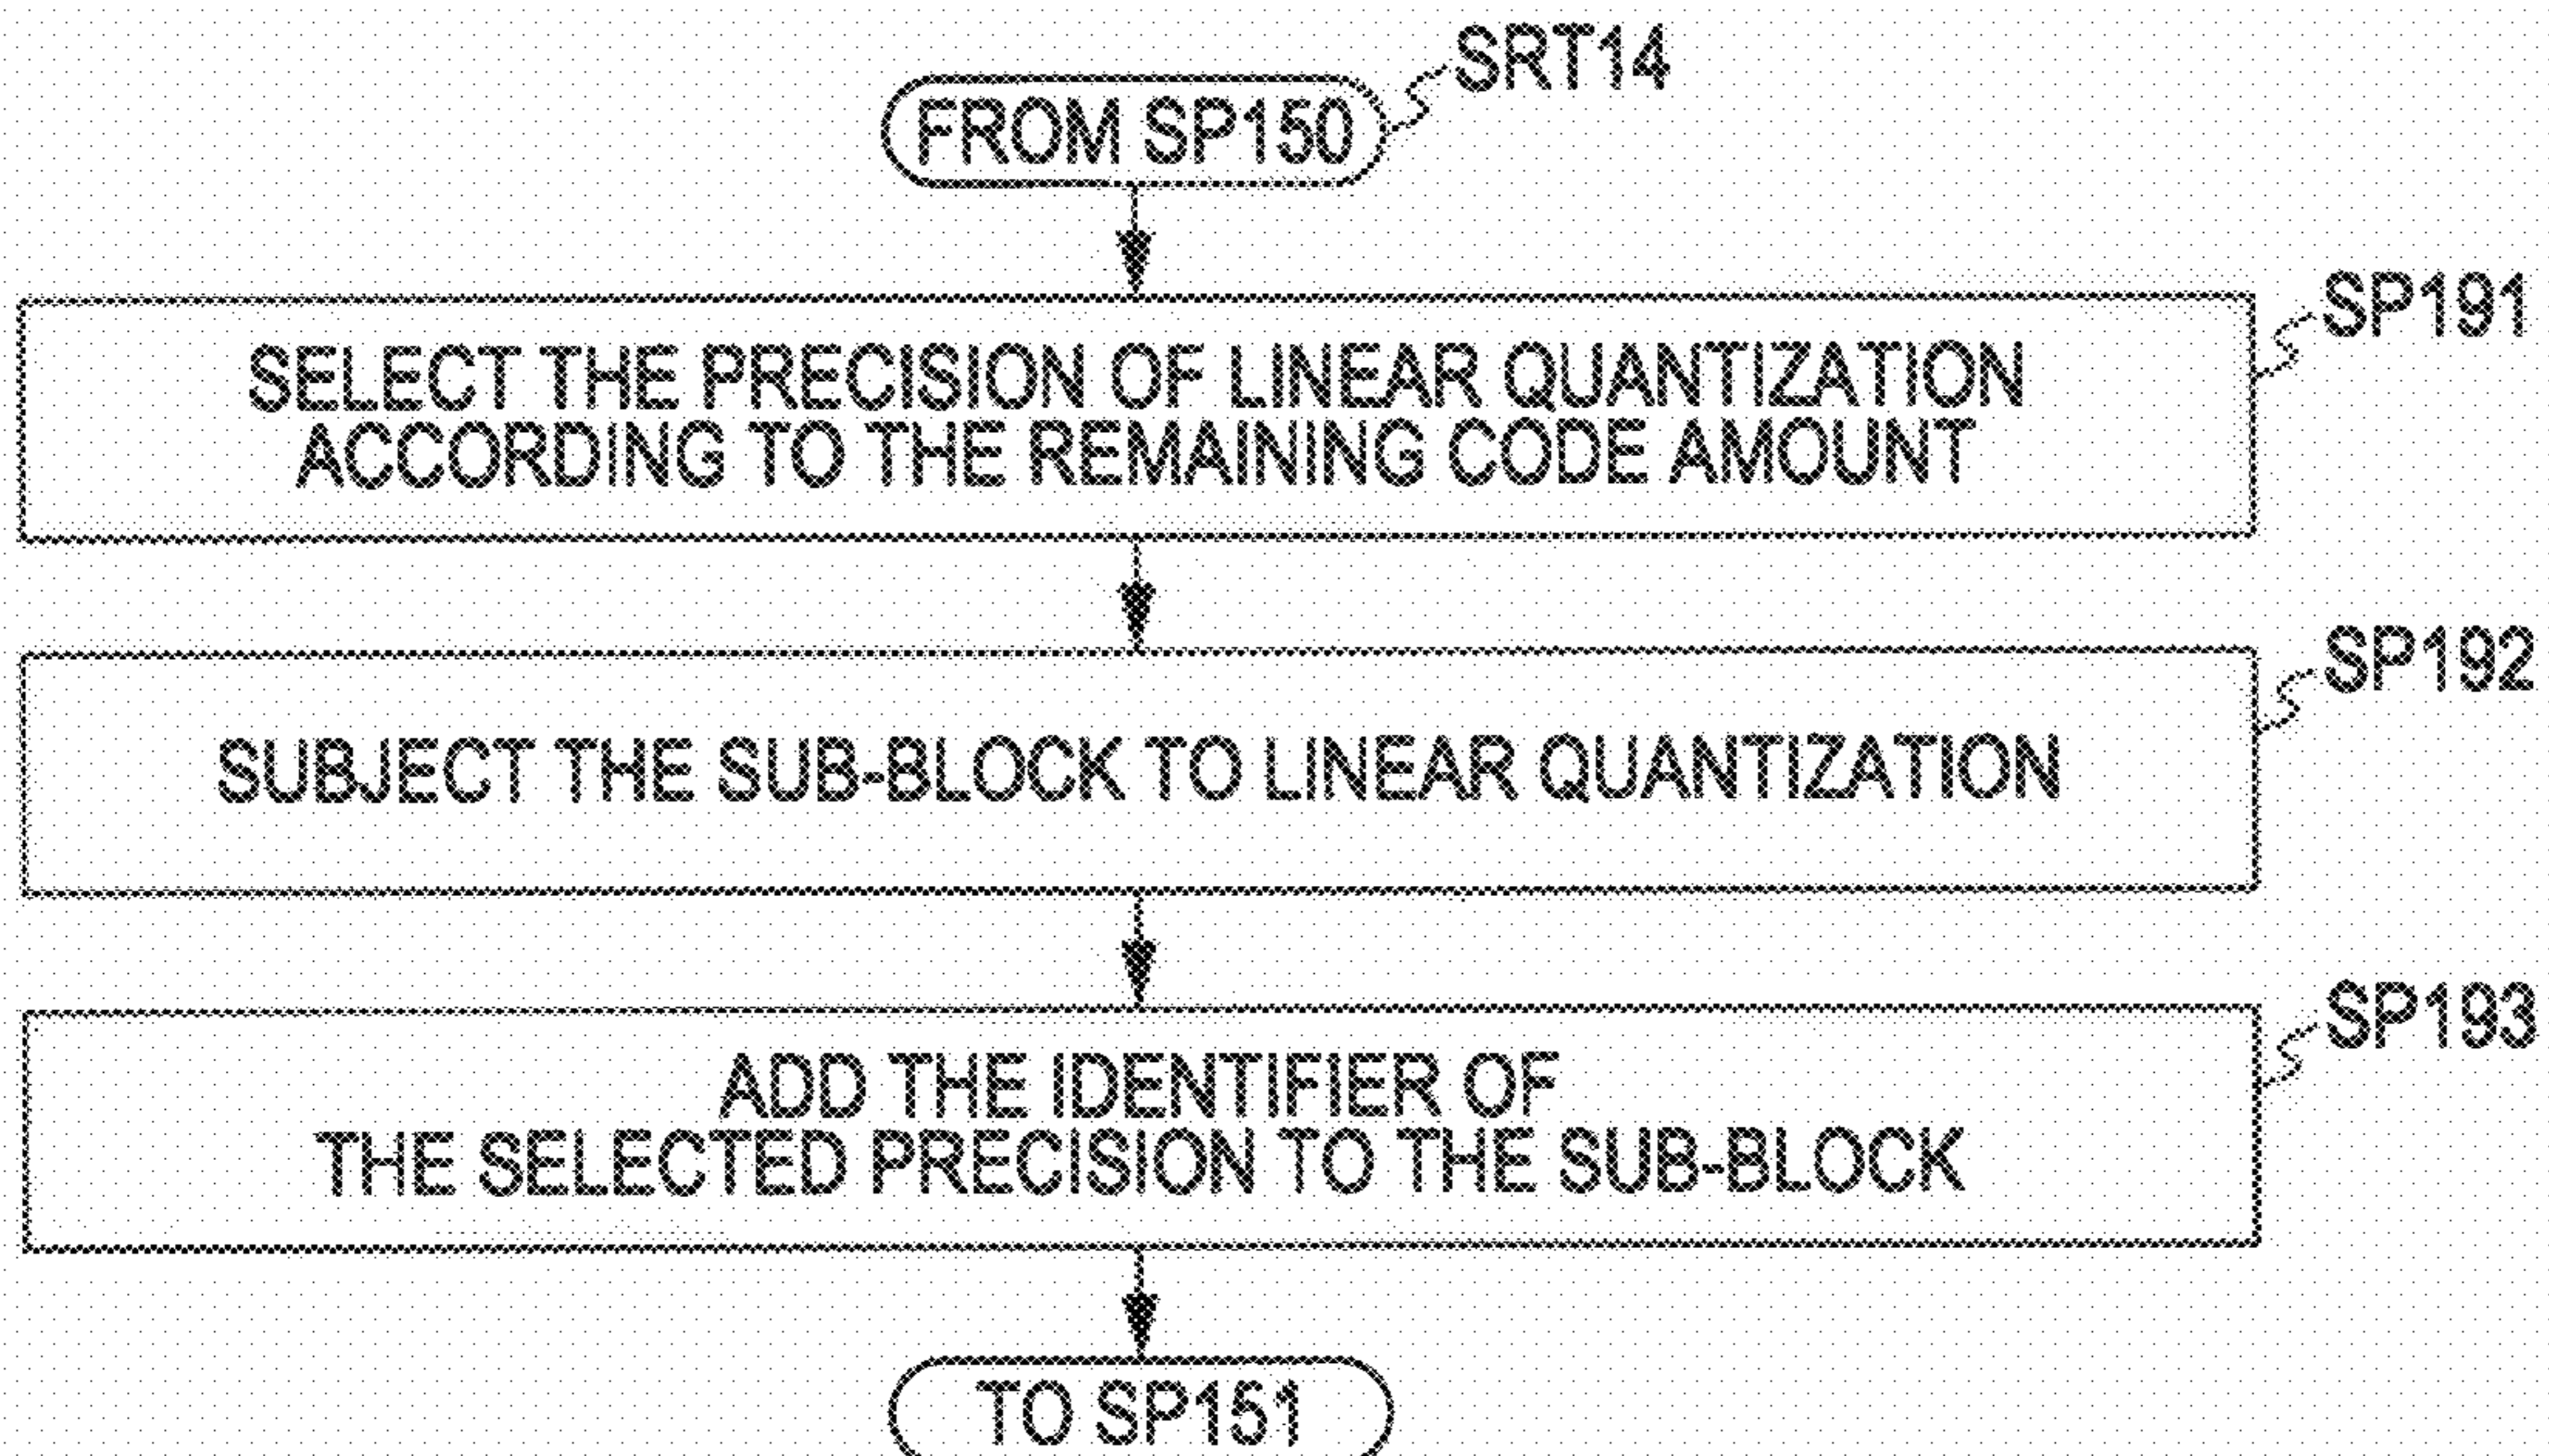 SRT14
FROM SP150
SP191
SELECT THE PRECISION OF LINEAR QUANTIZATION
ACCORDING TO THE REMAINING CODE AMOUNT
SP192
SUBJECT THE SUB-BLOCK TO LINEAR QUANTIZATION
SP193
ADD THE IDENTIFIER OF
THE SELECTED PRECISION TO THE SUB-BLOCK
TO SP151